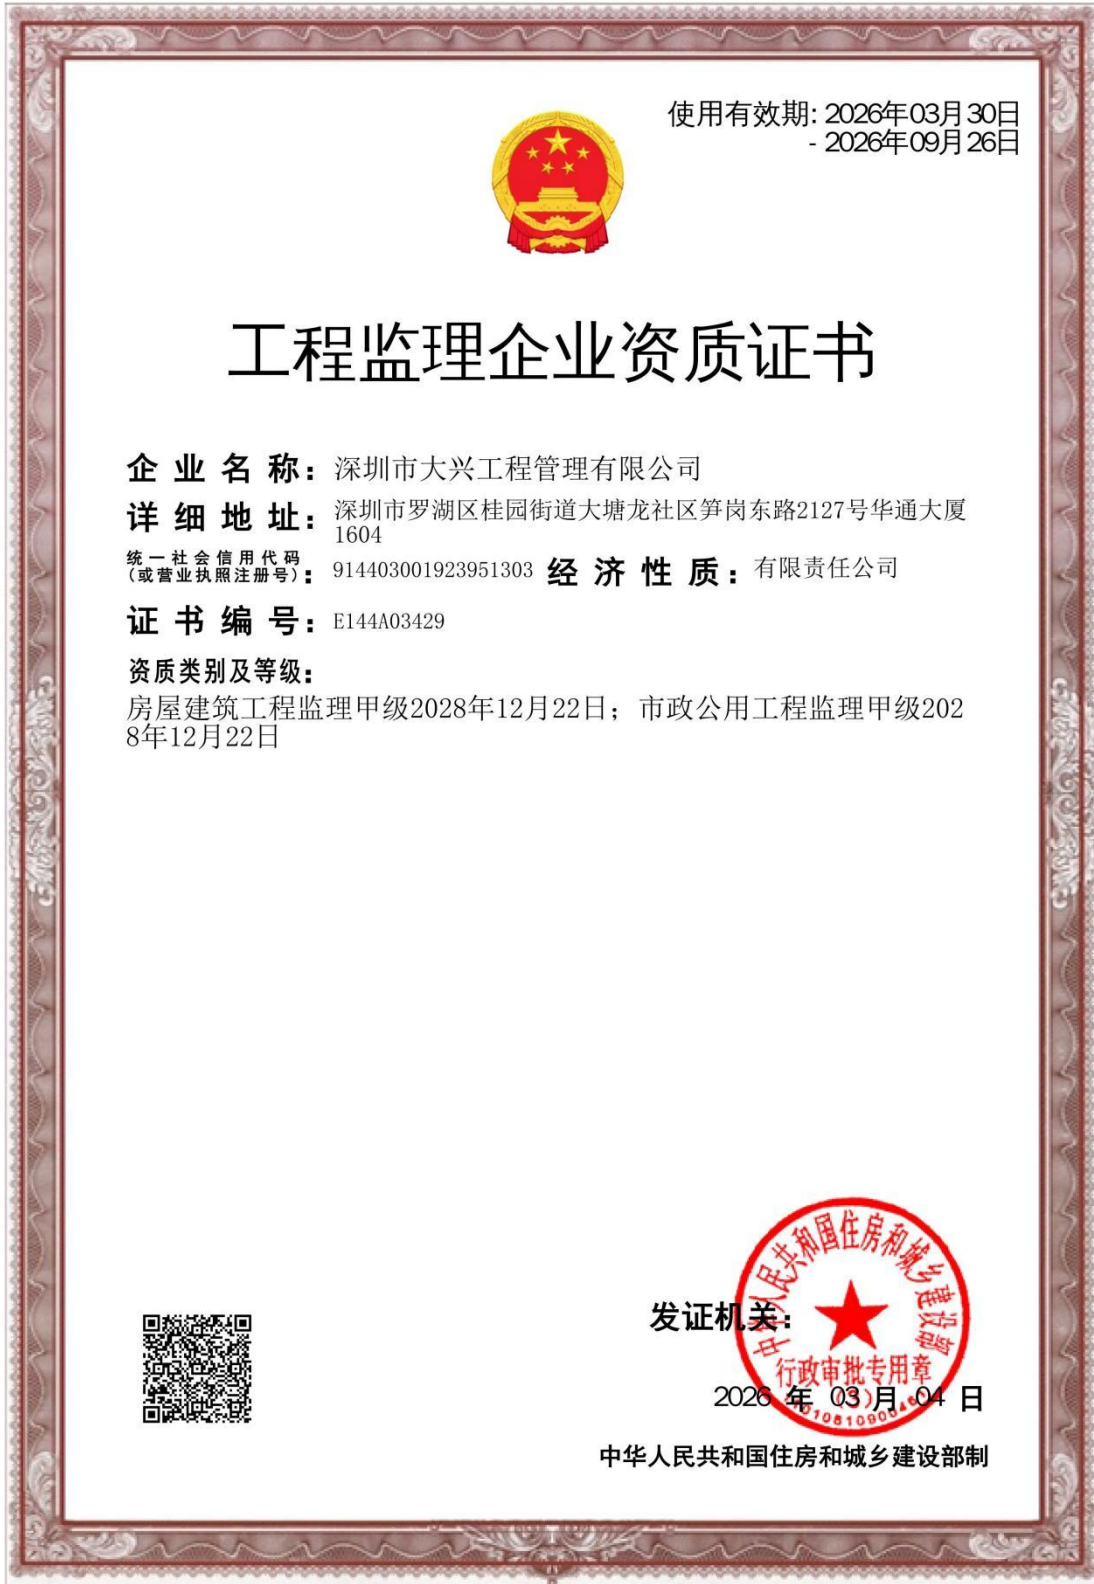 使用有效期: 2026年03月30日
- 2026年09月26日
工程监理企业资质证书
企业名称：深圳市大兴工程管理有限公司
详细地址：深圳市罗湖区桂园街道大塘龙社区笋岗东路2127号华通大厦
1604
统一社会信用代码
(或营业执照注册号)：914403001923951303 经济性质：有限责任公司
证书编号：E144A03429
资质类别及等级：
房屋建筑工程监理甲级2028年12月22日；市政公用工程监理甲级202
8年12月22日
中华人民共和国住房和城乡建设部
发证机关：
行政审批专用章
2026 年 03 月 04 日
中华人民共和国住房和城乡建设部制